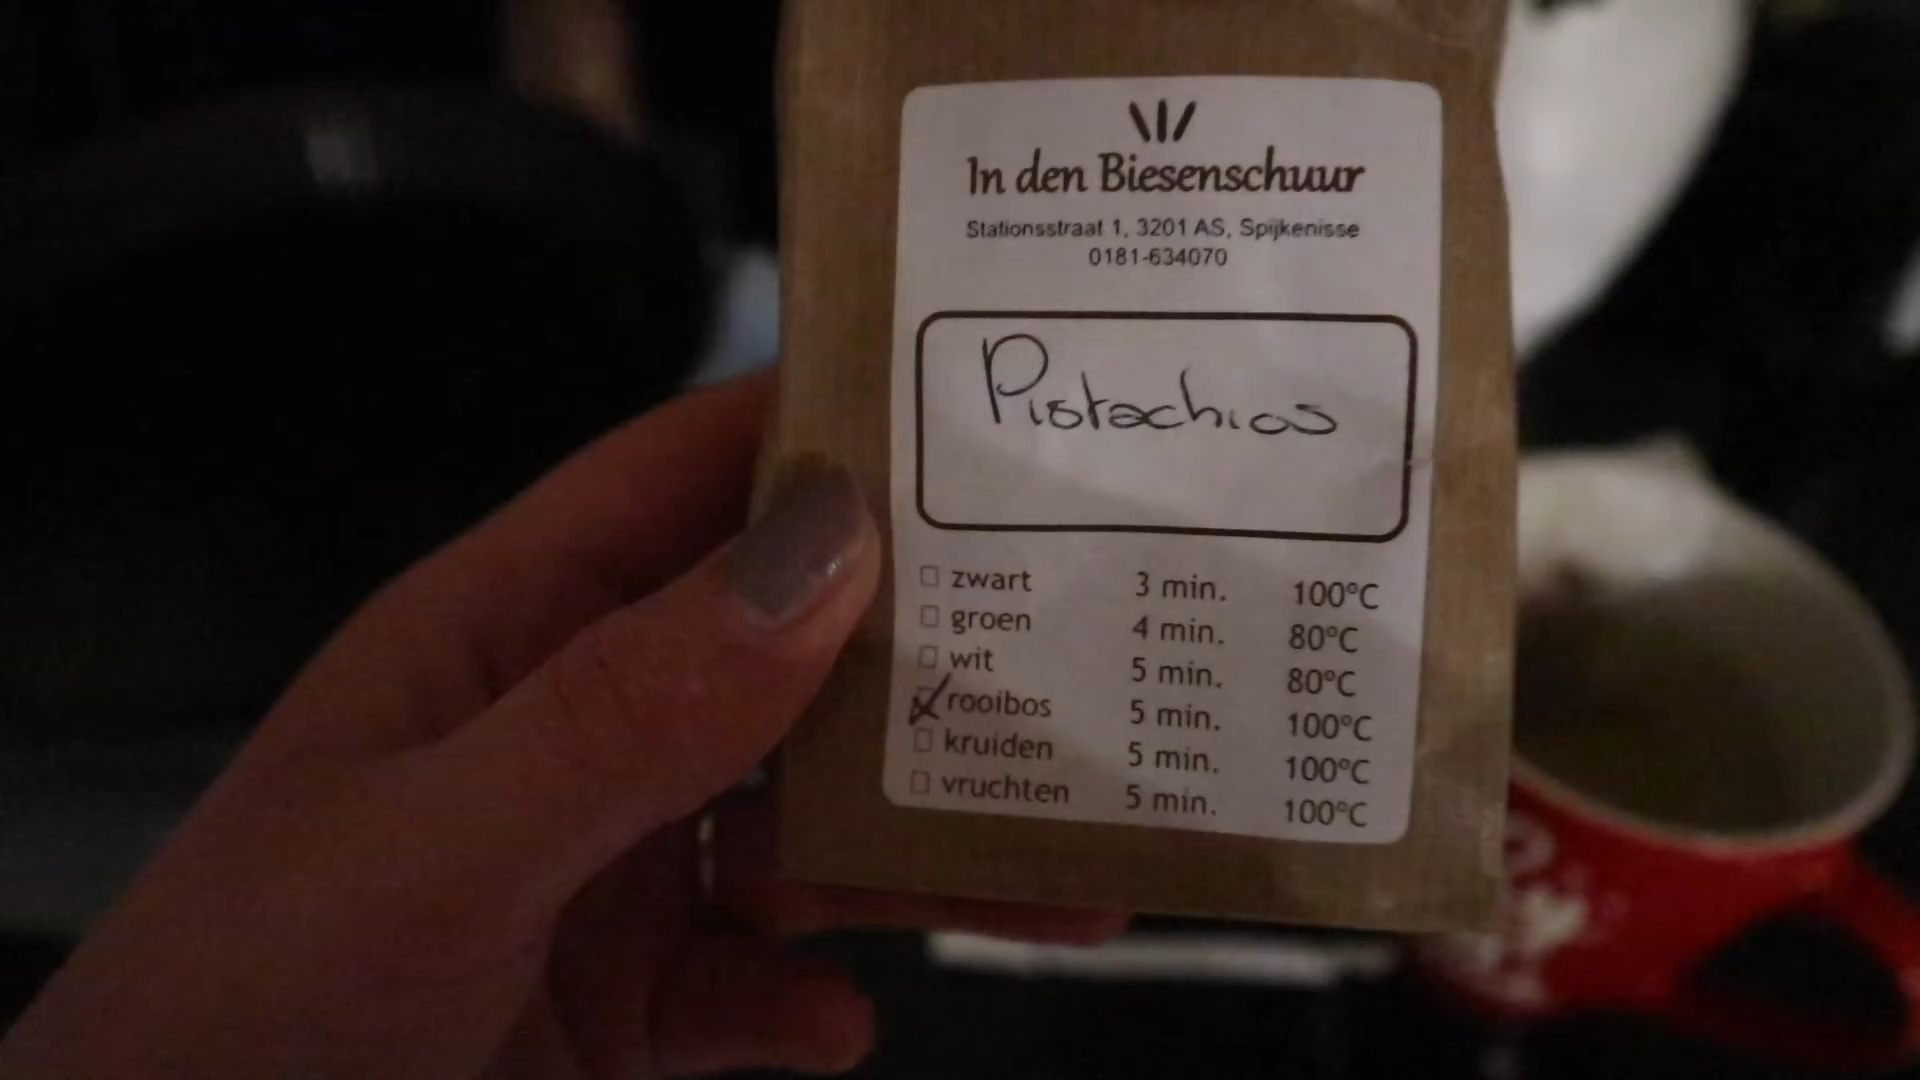 In den Biesenschuur
Stationsstraat 1, 3201 AS, Spijkenisse
0181-634070
Pistachios
zwart 3 min. 100°C
groen 4 min. 80°C
wit 5 min. 80°C
rooibos 5 min. 100°C
kruiden 5 min. 100°C
vruchten 5 min. 100°C